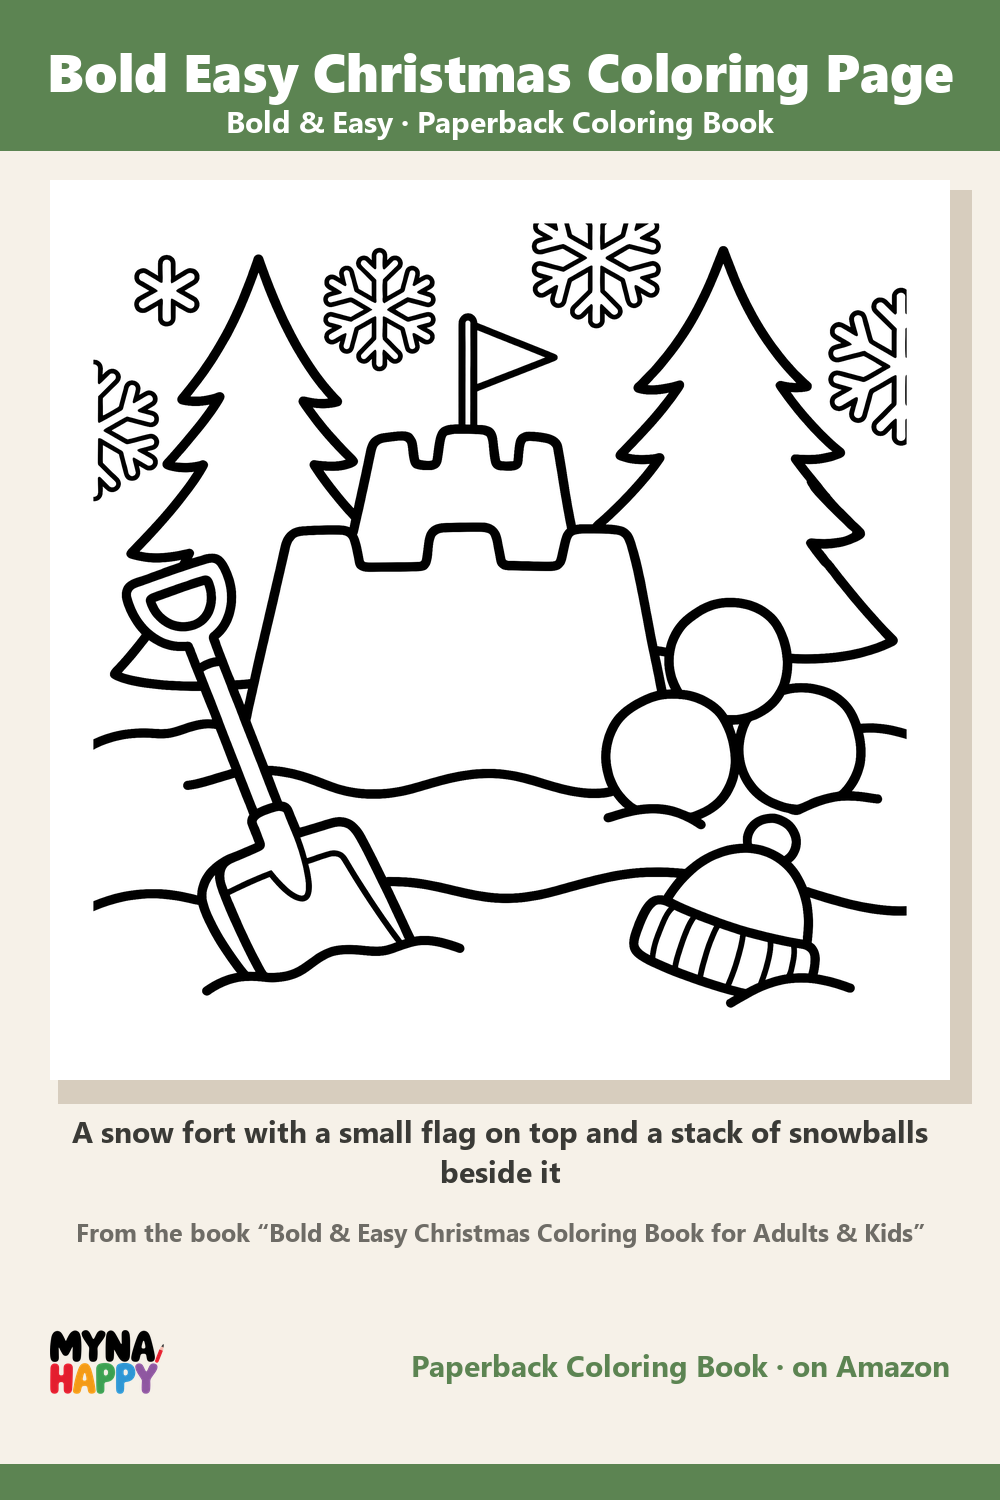 Bold Easy Christmas Coloring Page
Bold & Easy · Paperback Coloring Book
A snow fort with a small flag on top and a stack of snowballs
beside it
From the book “Bold & Easy Christmas Coloring Book for Adults & Kids”
MYNA
HAPPY
Paperback Coloring Book · on Amazon